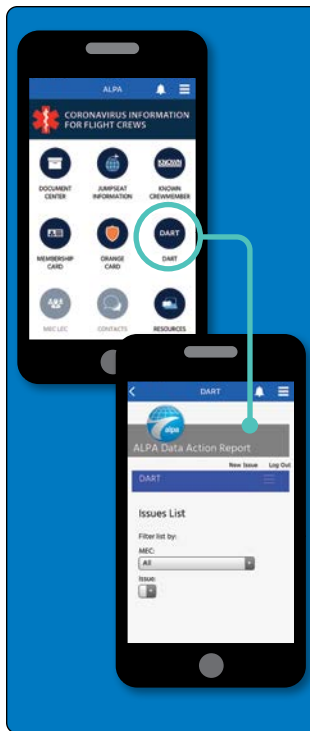 ALPA
CORONAVIRUS INFORMATION
FOR FLIGHT CREWS
DOCUMENT
CENTER
JUMPSEAT
INFORMATION
KNOWN
KNOWN
CREWMEMBER
MEMBERSHIP
CARD
ORANGE
CARD
DART
DART
MEC LEC
CONTACTS
RESOURCES
DART
alpa
ALPA Data Action Report
New Issue Log Out
DART
Issues List
Filter list by:
MEC:
All
Issue: